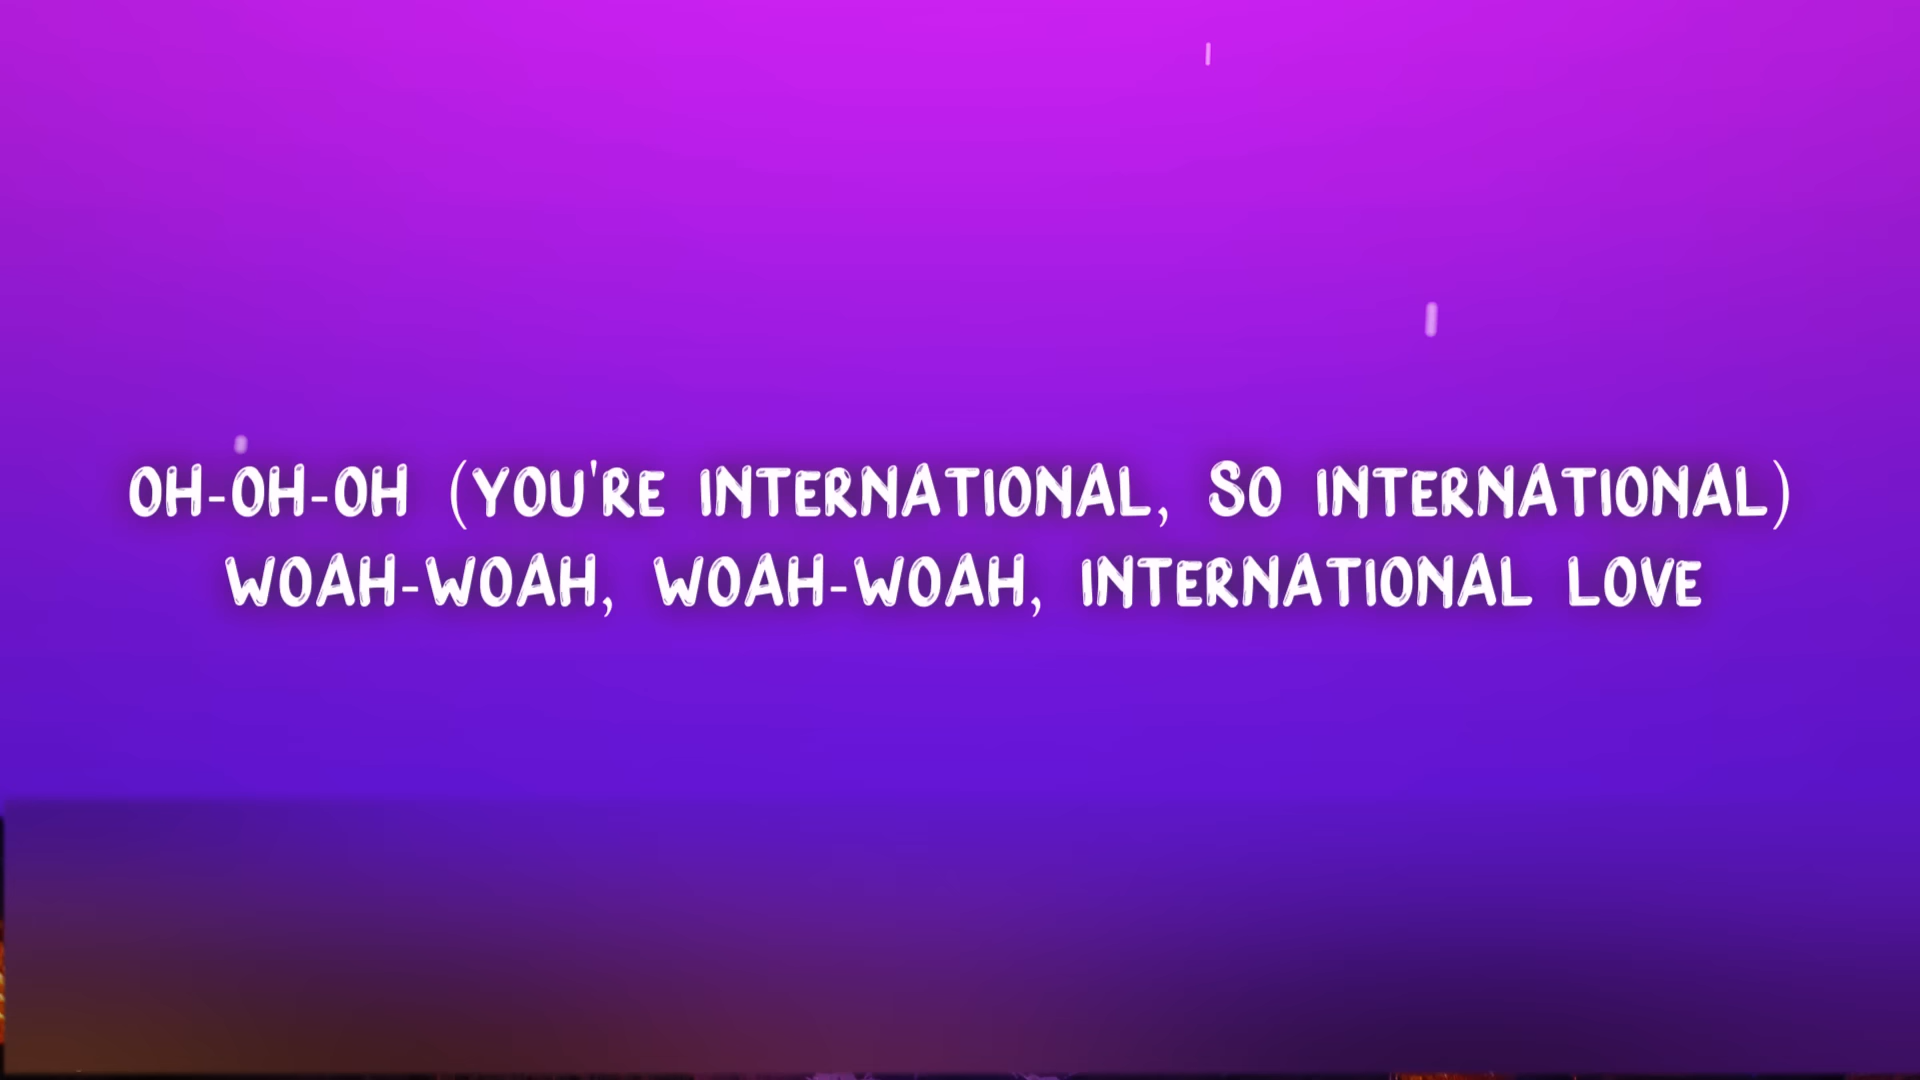 OH-OH-OH (YOU'RE INTERNATIONAL, SO INTERNATIONAL)
WOAH-WOAH, WOAH-WOAH, INTERNATIONAL LOVE